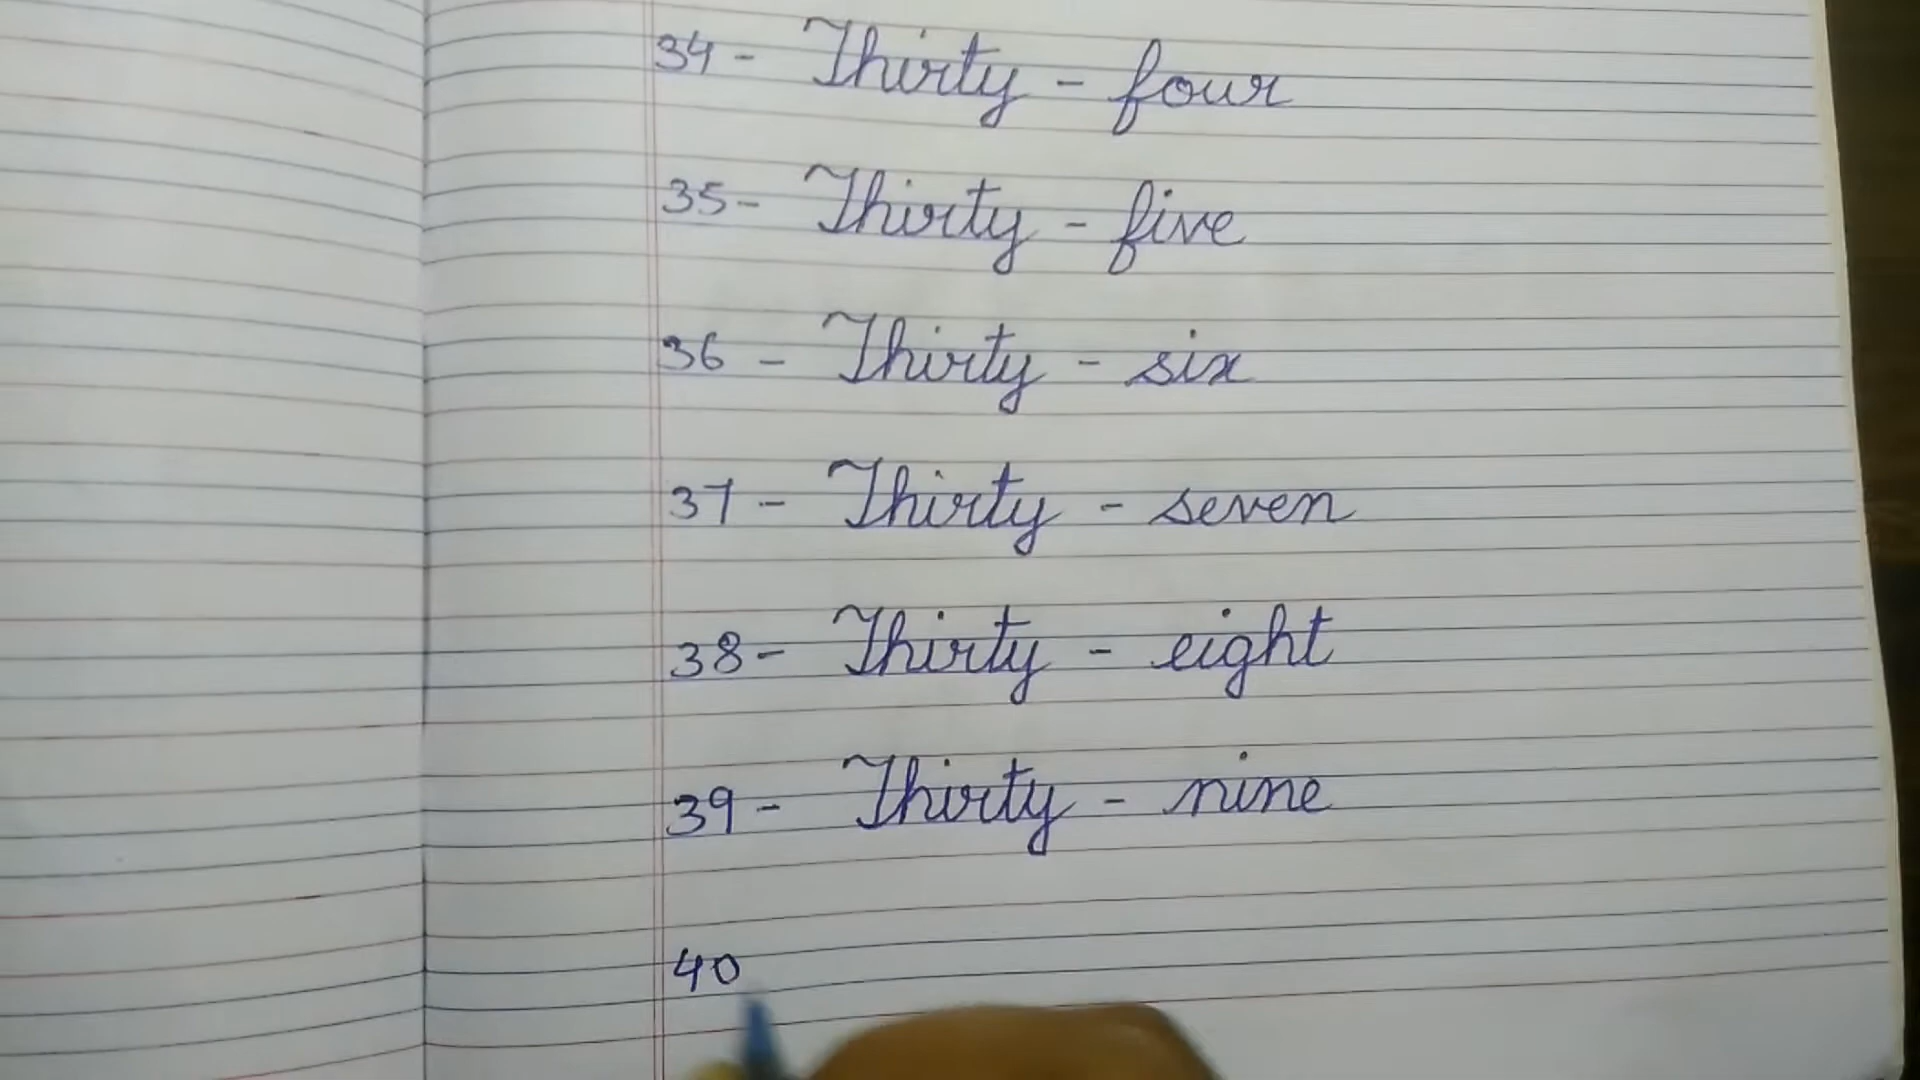 34 - Thirty - four
35 - Thirty - five
36 - Thirty - six
37 - Thirty - seven
38 - Thirty - eight
39 - Thirty - nine
40